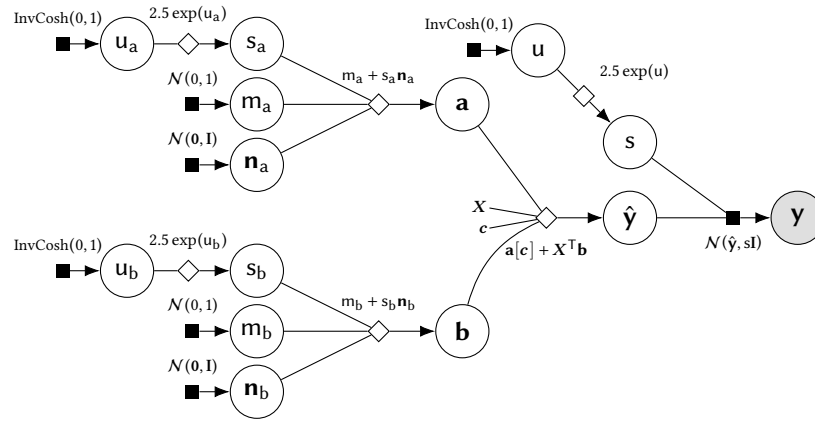 InvCosh(0, 1)
u_a
2.5 exp(u_a)
s_a
N(0, 1)
m_a
N(𝟎, 𝐈)
𝐧_a
m_a + s_a 𝐧_a
𝐚
InvCosh(0, 1)
u
2.5 exp(u)
s
X
c
𝐚[c] + X^⊤𝐛
ŷ
N(ŷ, s𝐈)
𝐲
InvCosh(0, 1)
u_b
2.5 exp(u_b)
s_b
N(0, 1)
m_b
N(𝟎, 𝐈)
𝐧_b
m_b + s_b 𝐧_b
𝐛